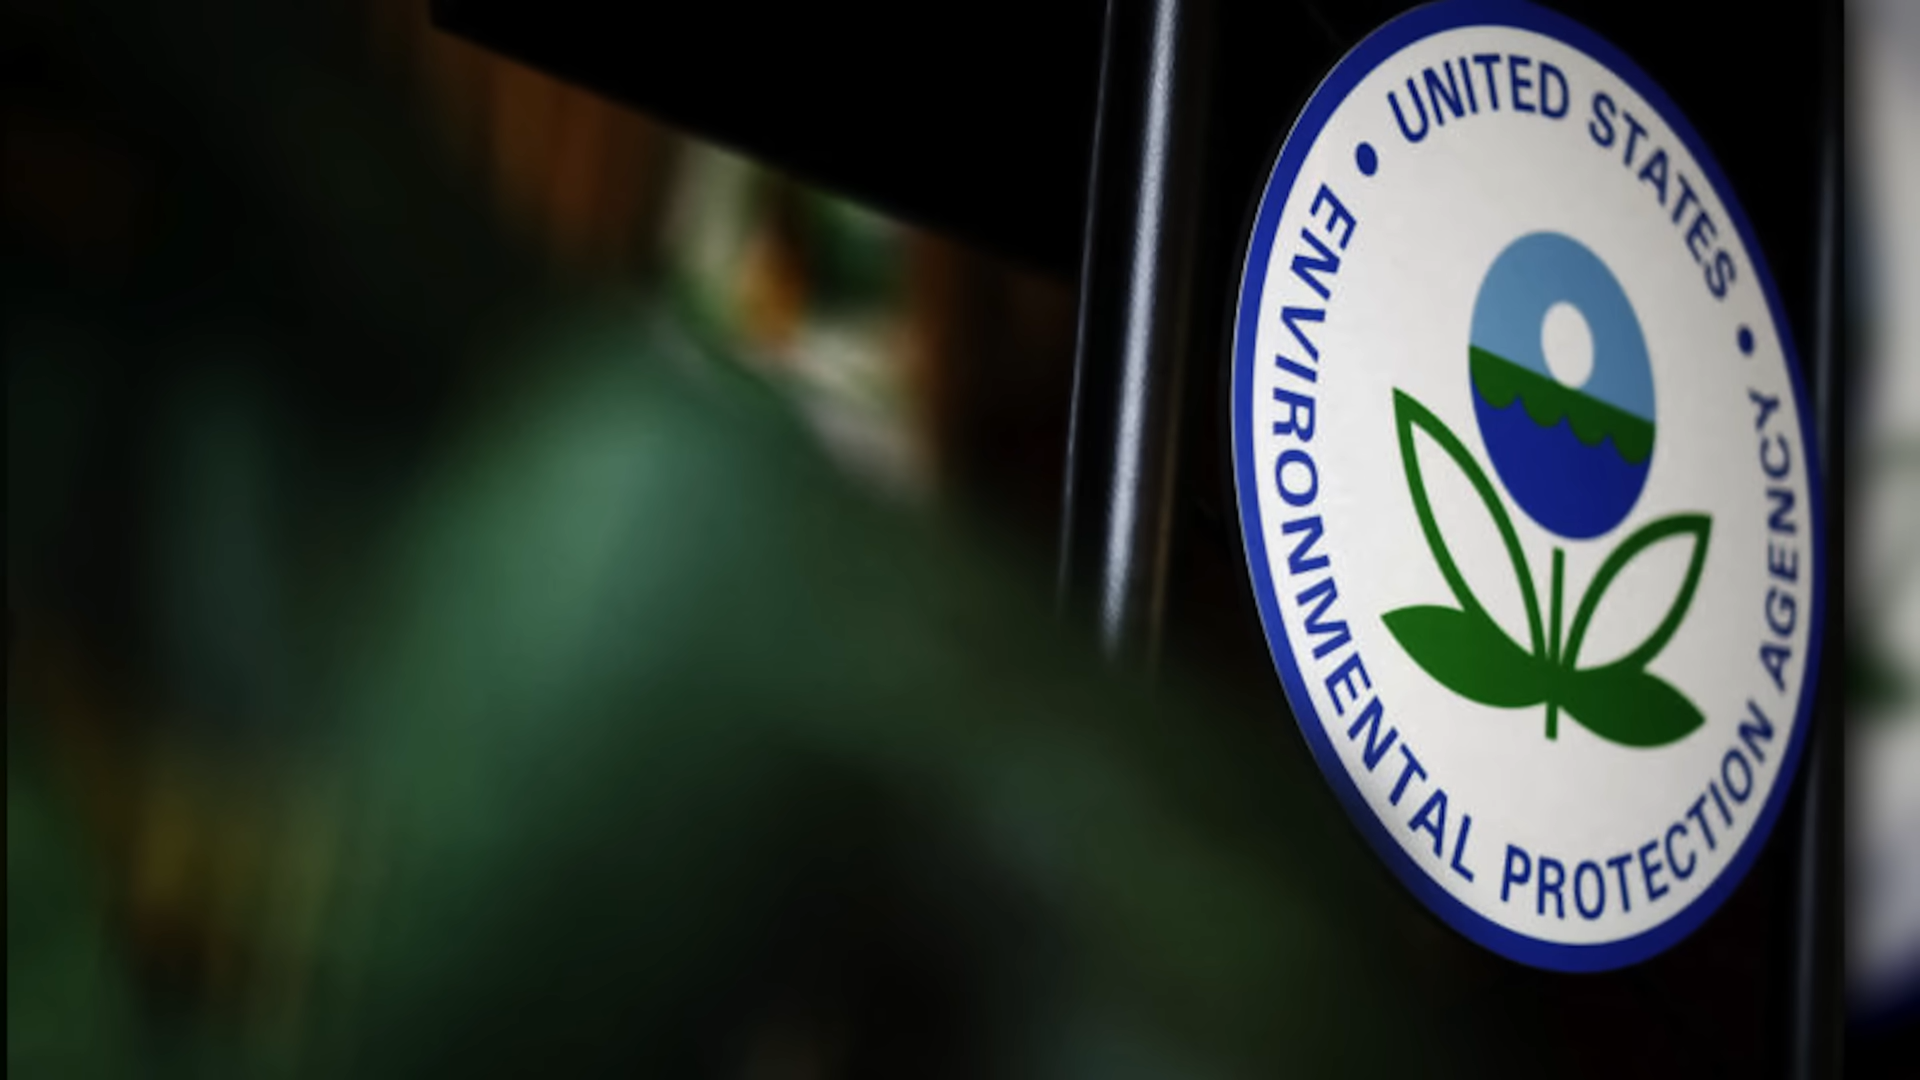 • UNITED STATES •
ENVIRONMENTAL PROTECTION AGENCY